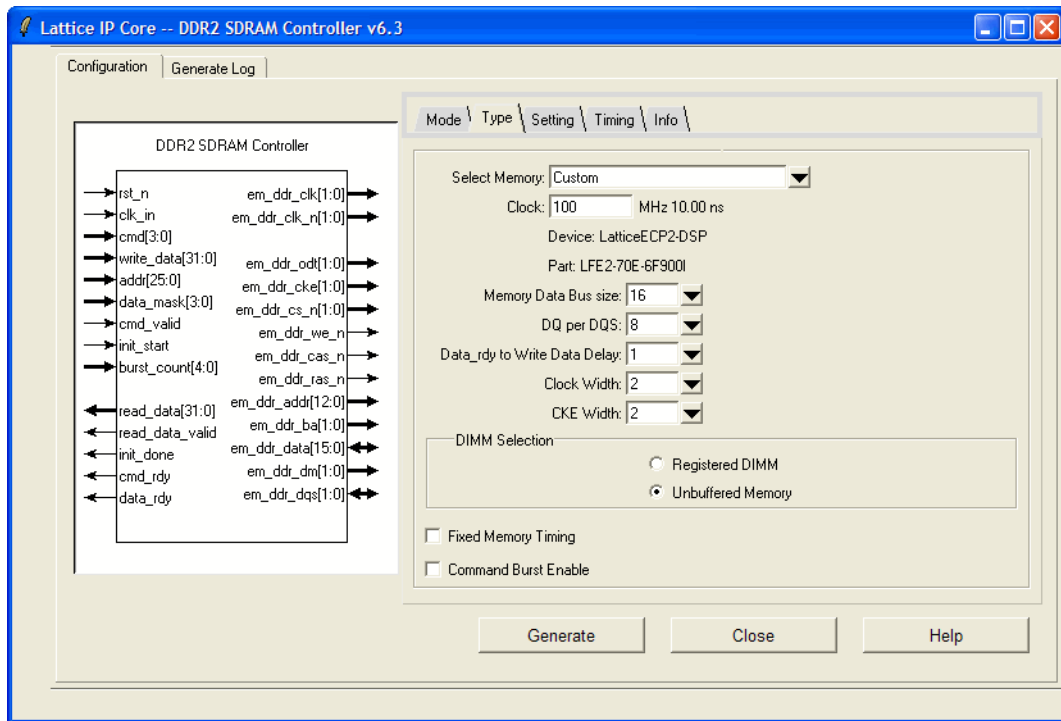 Lattice IP Core -- DDR2 SDRAM Controller v6.3
Configuration
Generate Log
DDR2 SDRAM Controller
rst_n
clk_in
cmd[3:0]
write_data[31:0]
addr[25:0]
data_mask[3:0]
cmd_valid
init_start
burst_count[4:0]
read_data[31:0]
read_data_valid
init_done
cmd_rdy
data_rdy
em_ddr_clk[1:0]
em_ddr_clk_n[1:0]
em_ddr_odt[1:0]
em_ddr_cke[1:0]
em_ddr_cs_n[1:0]
em_ddr_we_n
em_ddr_cas_n
em_ddr_ras_n
em_ddr_addr[12:0]
em_ddr_ba[1:0]
em_ddr_data[15:0]
em_ddr_dm[1:0]
em_ddr_dqs[1:0]
Mode
Type
Setting
Timing
Info
Select Memory: Custom
Clock: 100 MHz 10.00 ns
Device: LatticeECP2-DSP
Part: LFE2-70E-6F900I
Memory Data Bus size: 16
DQ per DQS: 8
Data_rdy to Write Data Delay: 1
Clock Width: 2
CKE Width: 2
DIMM Selection
Registered DIMM
Unbuffered Memory
Fixed Memory Timing
Command Burst Enable
Generate
Close
Help